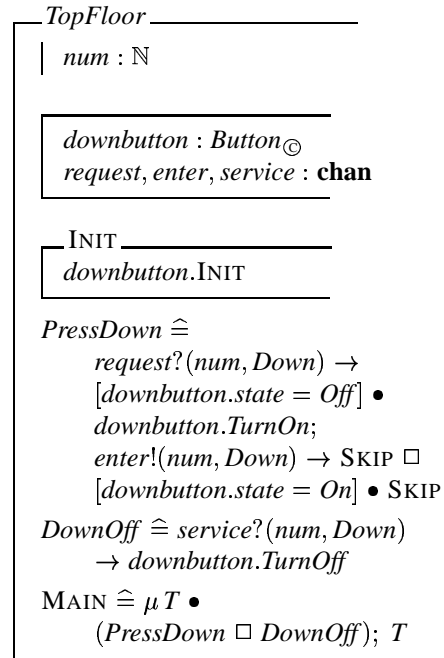 TopFloor
num : ℕ
downbutton : Button©
request, enter, service : chan
INIT
downbutton.INIT
PressDown ≙
request?(num, Down) →
[downbutton.state = Off] •
downbutton.TurnOn;
enter!(num, Down) → SKIP □
[downbutton.state = On] • SKIP
DownOff ≙ service?(num, Down)
→ downbutton.TurnOff
MAIN ≙ μ T •
(PressDown □ DownOff); T